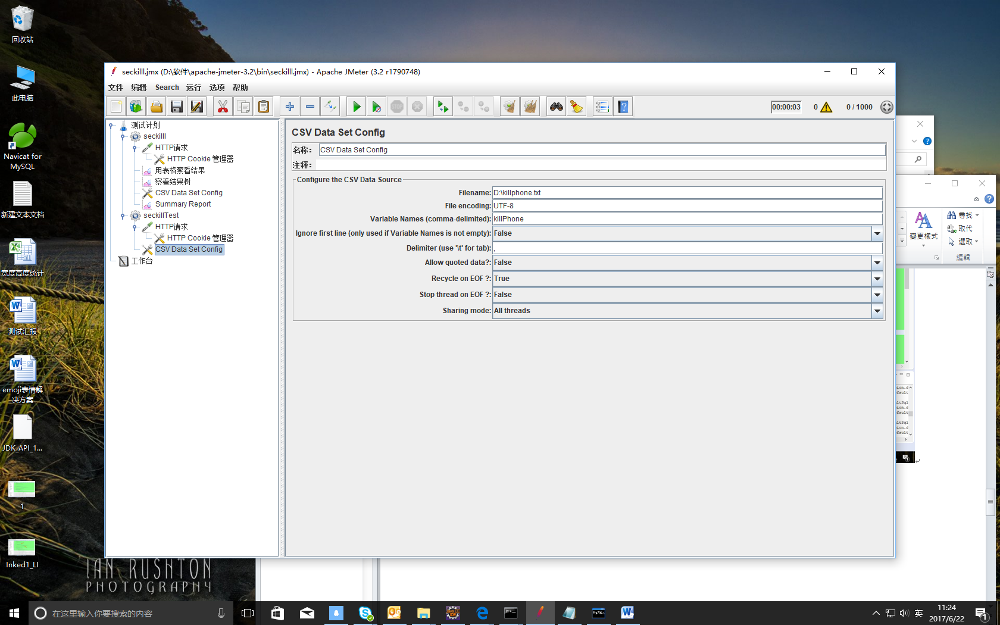 回收站
此电脑
Navicat for
MySQL
新建文本文档
宽度高度统计
测试汇报
emoji表情解
决方案
JDK_API_1...
1
Inked1_LI
seckilll.jmx (D:\软件\apache-jmeter-3.2\bin\seckilll.jmx) - Apache JMeter (3.2 r1790748)
文件 编辑 Search 运行 选项 帮助
00:00:03 0 0 / 1000
测试计划
seckilll
HTTP请求
HTTP Cookie 管理器
用表格察看结果
察看结果树
CSV Data Set Config
Summary Report
seckillTest
HTTP请求
HTTP Cookie 管理器
CSV Data Set Config
工作台
CSV Data Set Config
名称: CSV Data Set Config
注释:
Configure the CSV Data Source
Filename: D:\killphone.txt
File encoding: UTF-8
Variable Names (comma-delimited): killPhone
Ignore first line (only used if Variable Names is not empty): False
Delimiter (use '\t' for tab): ,
Allow quoted data?: False
Recycle on EOF ?: True
Stop thread on EOF ?: False
Sharing mode: All threads
尋找
取代
選取
變更樣式
編輯
IAN RUSHTON
PHOTOGRAPHY
在这里输入你要搜索的内容
英
11:24
2017/6/22
1